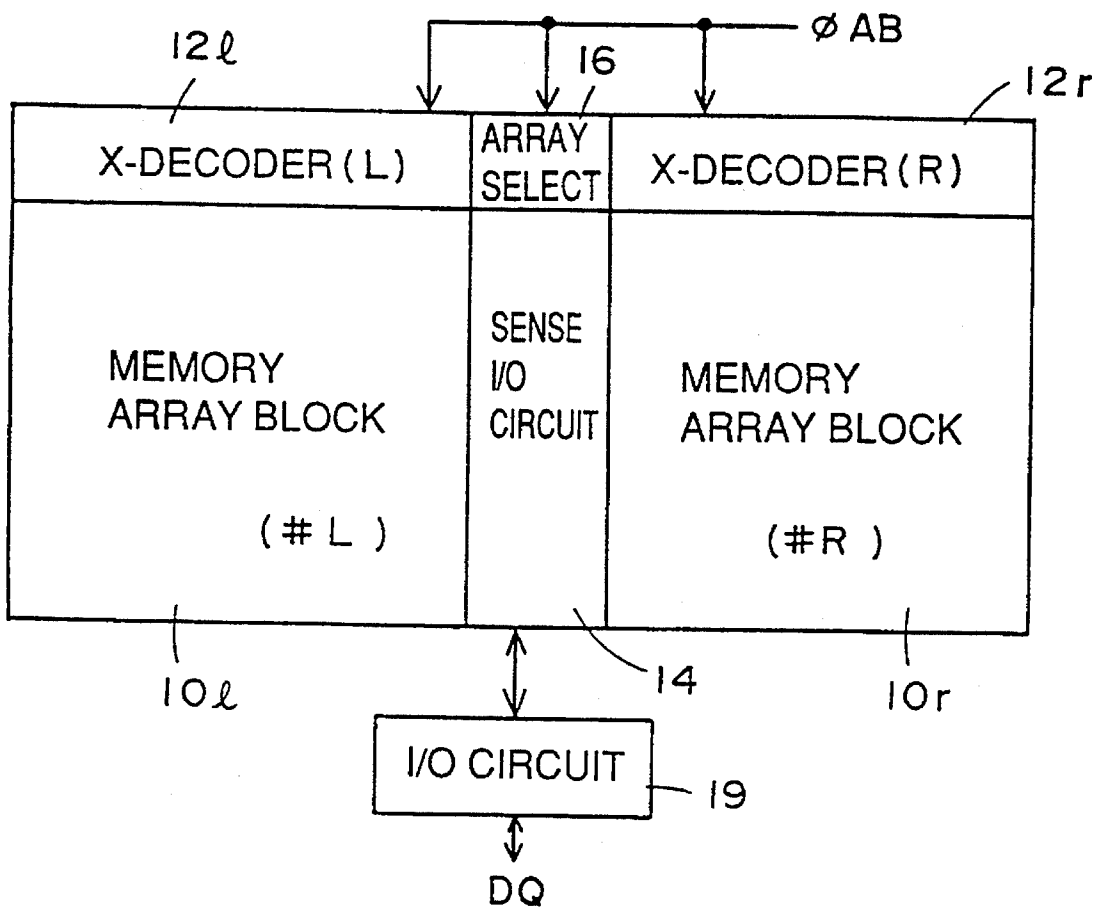 φ AB
12ℓ
16
12r
X-DECODER (L)
ARRAY
SELECT
X-DECODER (R)
MEMORY
ARRAY BLOCK
(# L )
SENSE
I/O
CIRCUIT
MEMORY
ARRAY BLOCK
(#R )
10ℓ
14
10r
I/O CIRCUIT
19
DQ